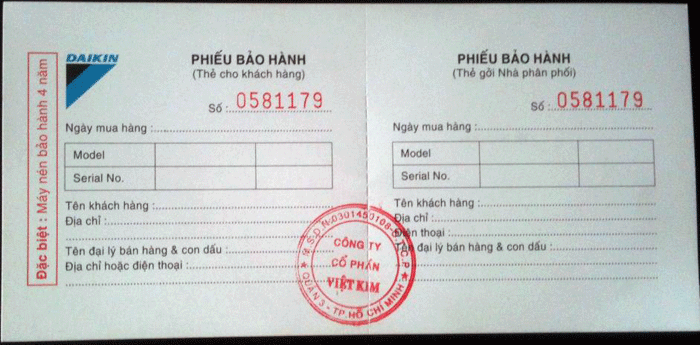 Đặc biệt : Máy nén bảo hành 4 năm
DAIKIN
PHIẾU BẢO HÀNH
(Thẻ cho khách hàng)
Số : 0581179
Ngày mua hàng :
Model
Serial No.
Tên khách hàng :
Địa chỉ :
Tên đại lý bán hàng & con dấu :
Địa chỉ hoặc điện thoại :
PHIẾU BẢO HÀNH
(Thẻ gởi Nhà phân phối)
Số : 0581179
Ngày mua hàng :
Model
Serial No.
Tên khách hàng :
Địa chỉ :
Điện thoại :
Tên đại lý bán hàng & con dấu :
M.S.D.N:0301450108
C.P
CÔNG TY
CỔ PHẦN
VIỆT KIM
QUẬN 3 - TP.HỒ CHÍ MINH